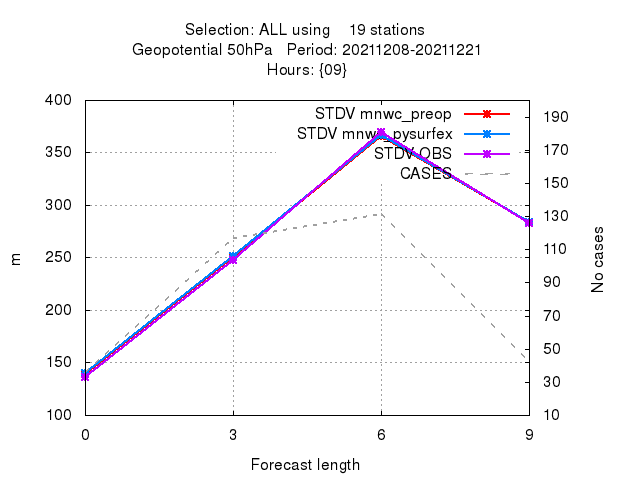 Selection: ALL using    19 stations
Geopotential 50hPa   Period: 20211208-20211221
Hours: {09}
STDV mnwc_preop
STDV mnwc_pysurfex
STDV OBS
CASES
400
350
300
250
200
150
100
m
190
170
150
130
110
90
70
50
30
10
No cases
0 3 6 9
Forecast length